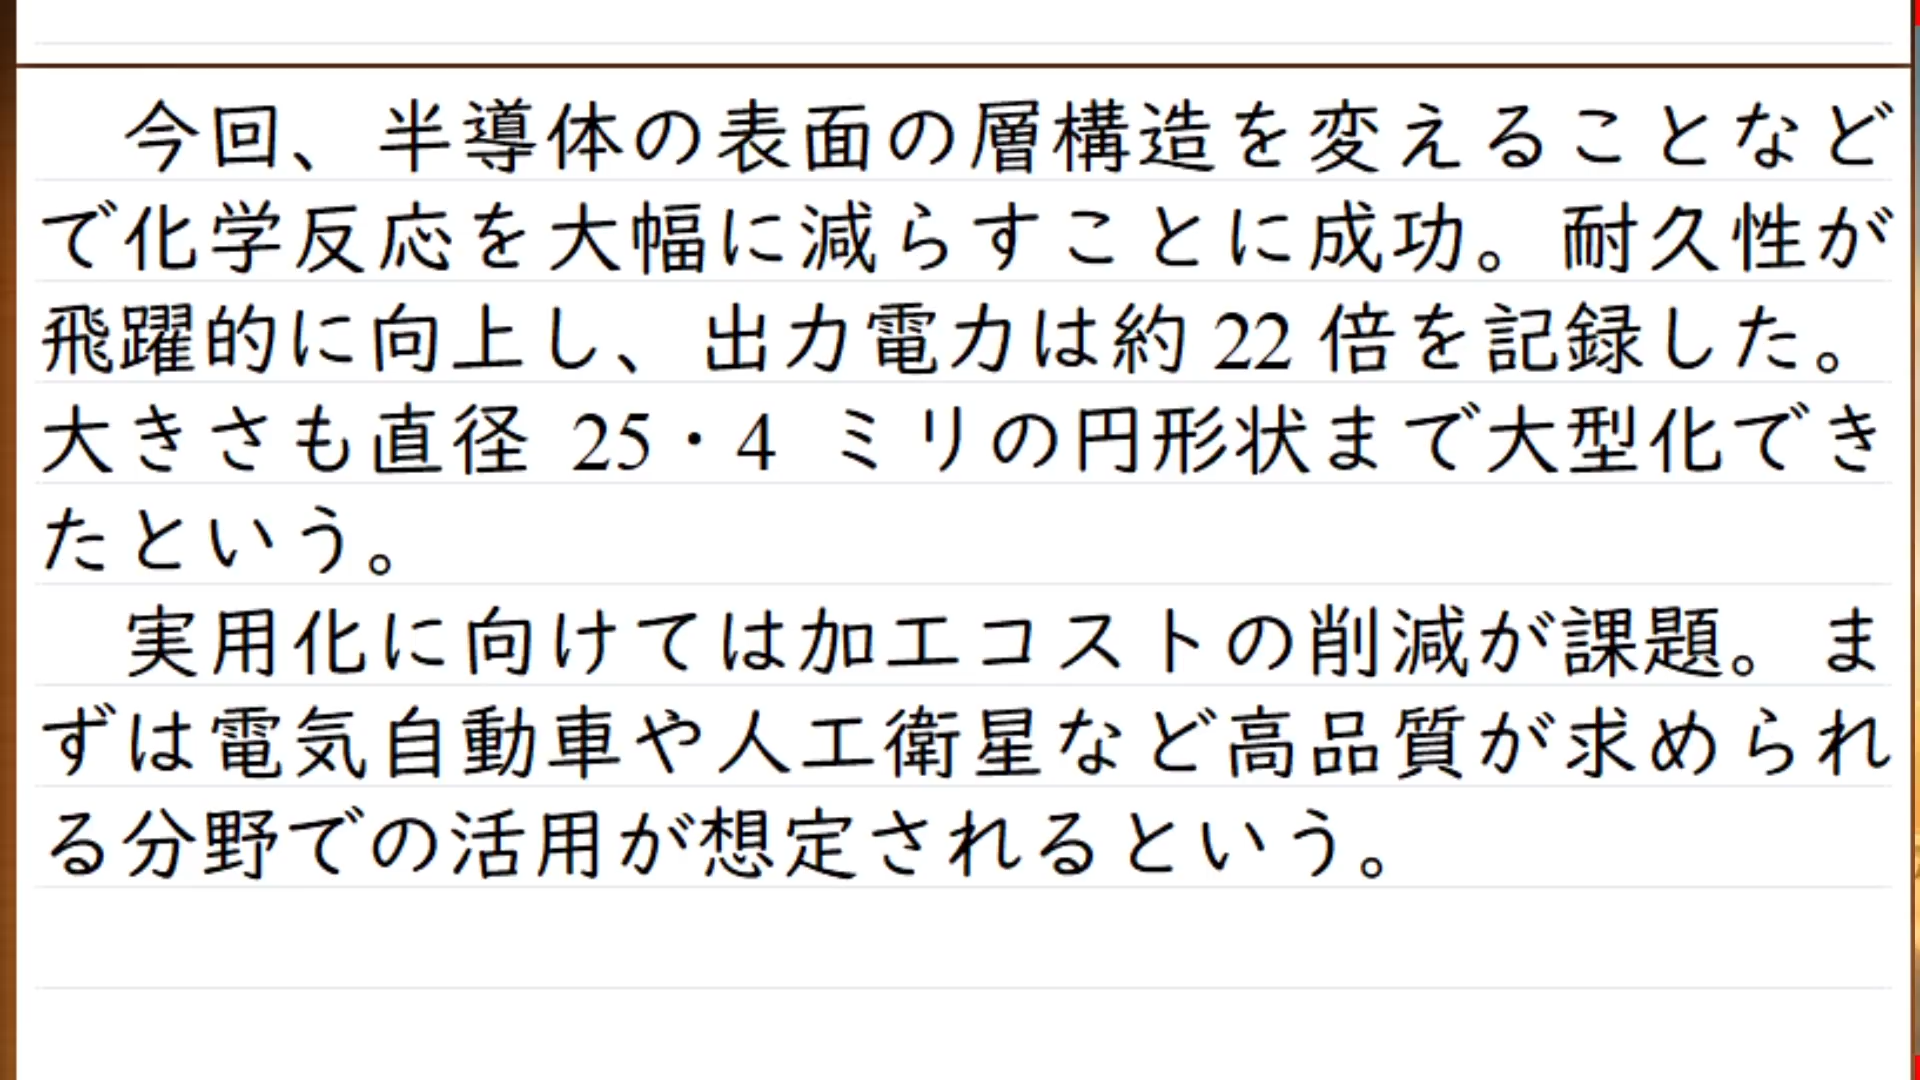 今回、半導体の表面の層構造を変えることなど
で化学反応を大幅に減らすことに成功。耐久性が
飛躍的に向上し、出力電力は約 22 倍を記録した。
大きさも直径 25・4 ミリの円形状まで大型化でき
たという。
　実用化に向けては加工コストの削減が課題。ま
ずは電気自動車や人工衛星など高品質が求められ
る分野での活用が想定されるという。